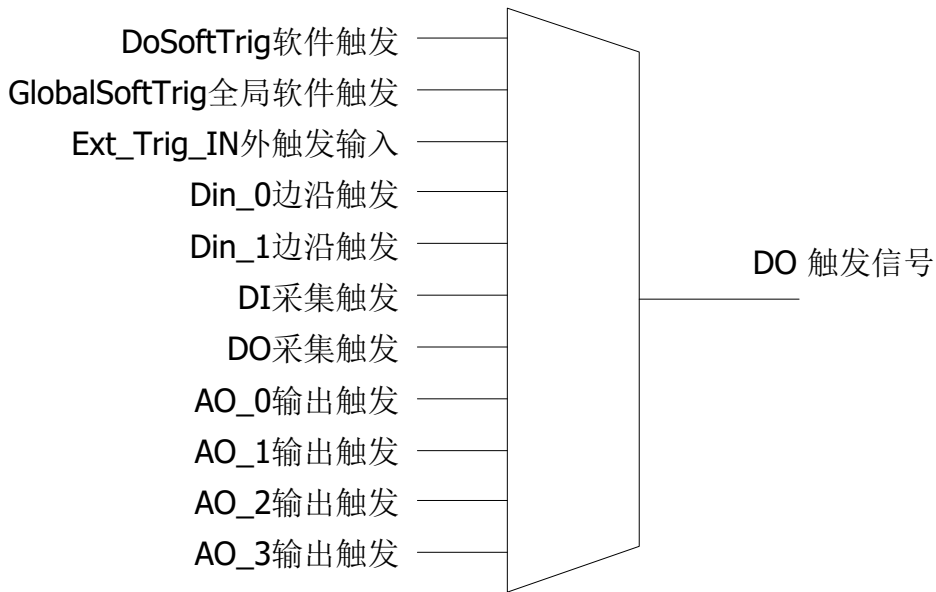 DoSoftTrig软件触发
GlobalSoftTrig全局软件触发
Ext_Trig_IN外触发输入
Din_0边沿触发
Din_1边沿触发
DI采集触发
DO采集触发
AO_0输出触发
AO_1输出触发
AO_2输出触发
AO_3输出触发
DO 触发信号